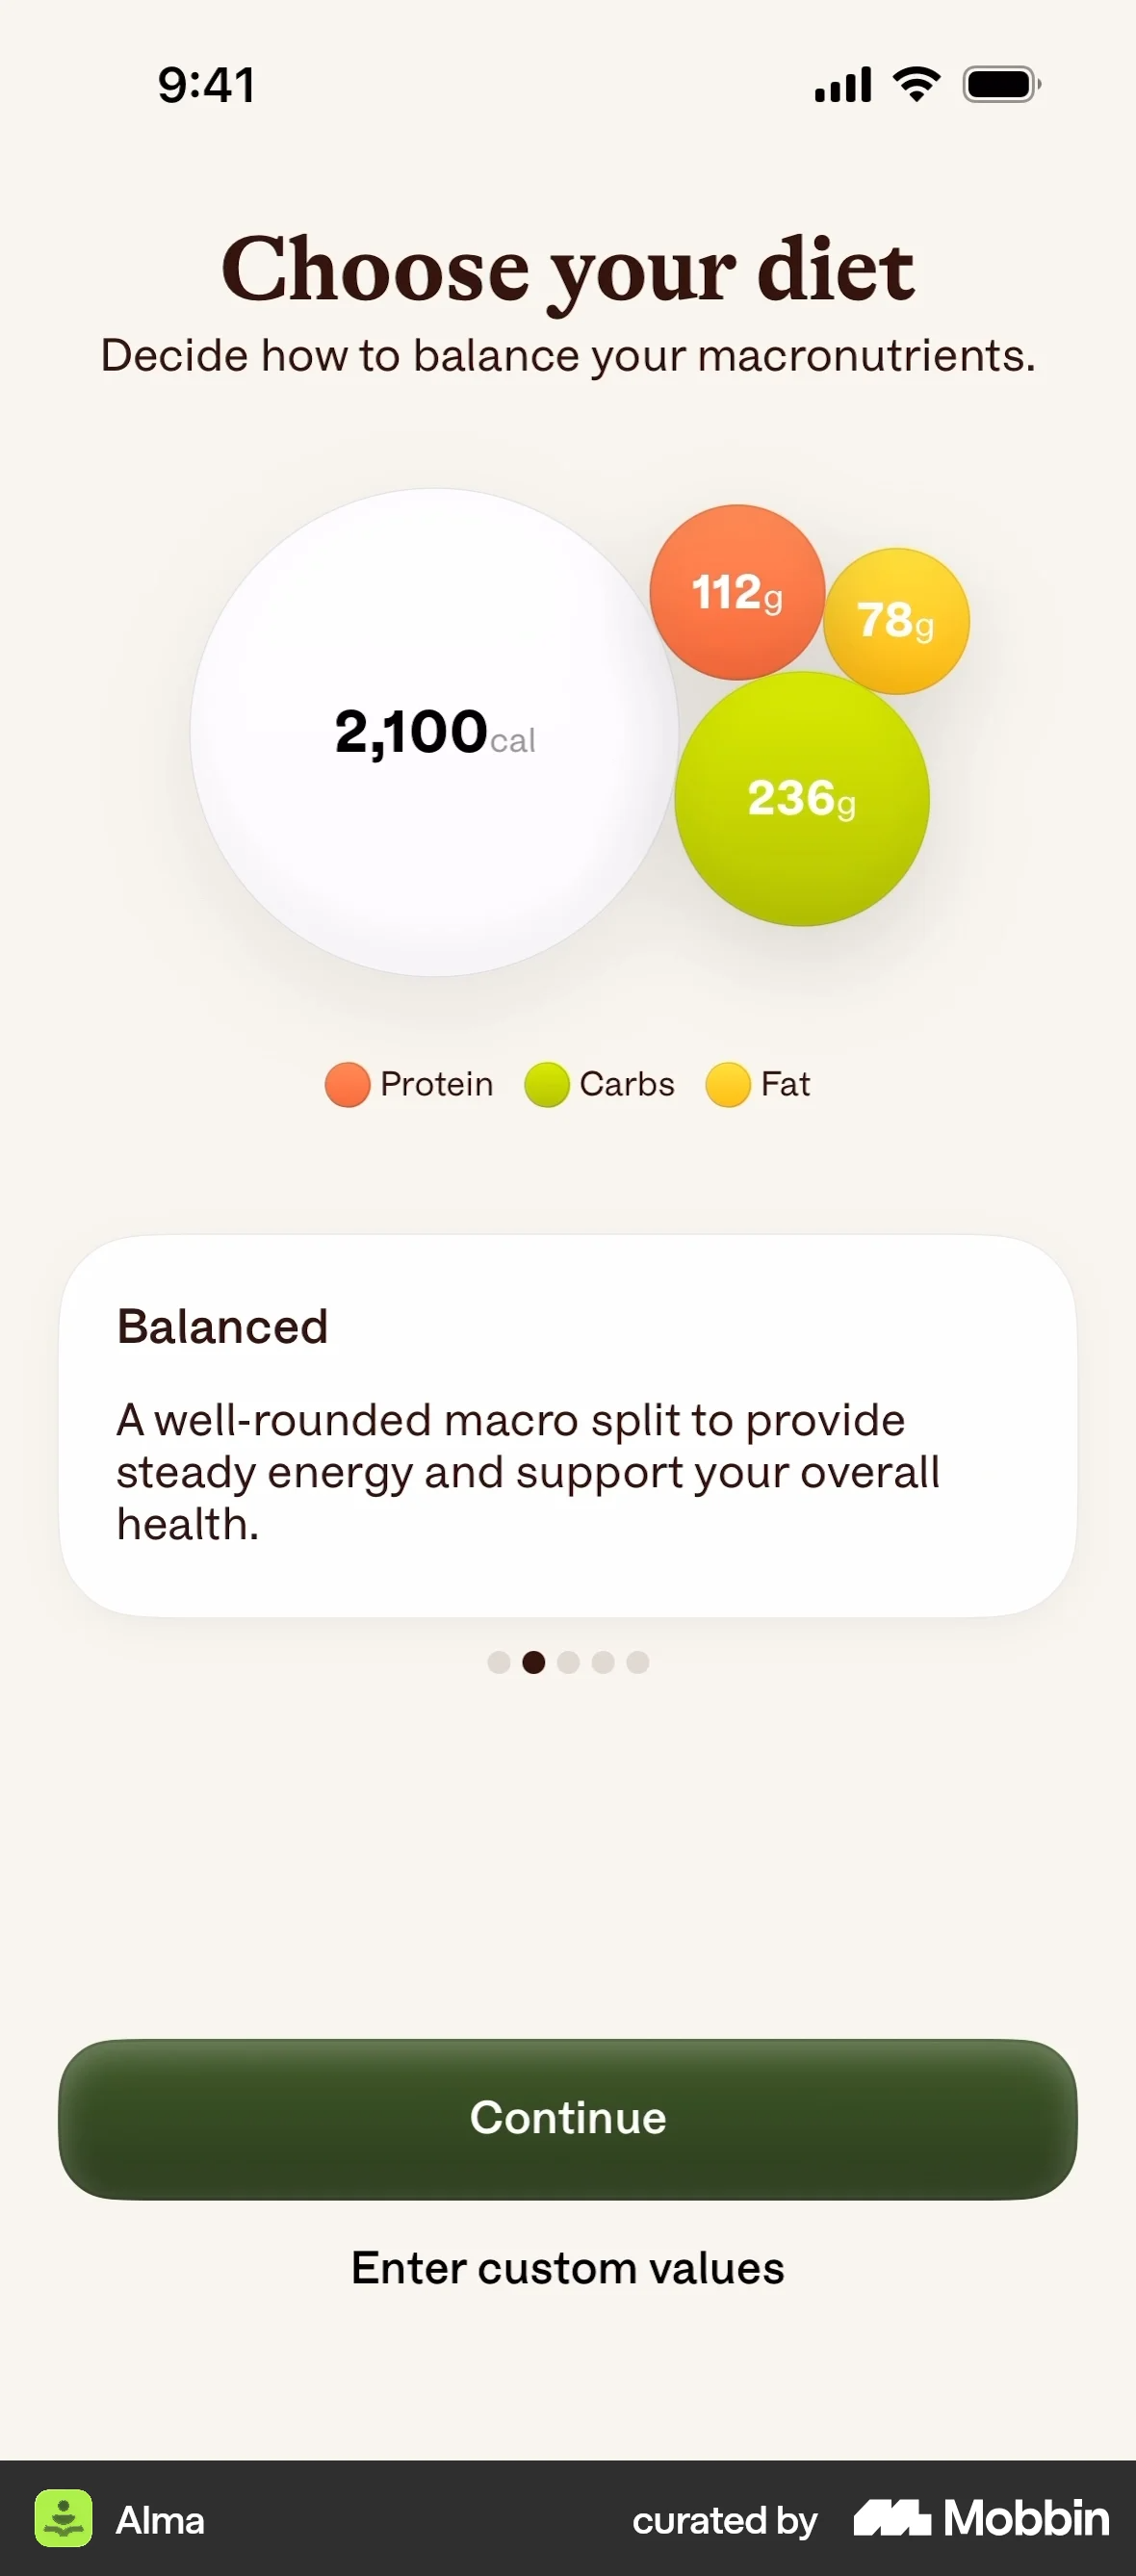 9:41
Choose your diet
Decide how to balance your macronutrients.
112g
78g
2,100cal
236g
Protein
Carbs
Fat
Balanced
A well-rounded macro split to provide
steady energy and support your overall
health.
Continue
Enter custom values
Alma
curated by Mobbin